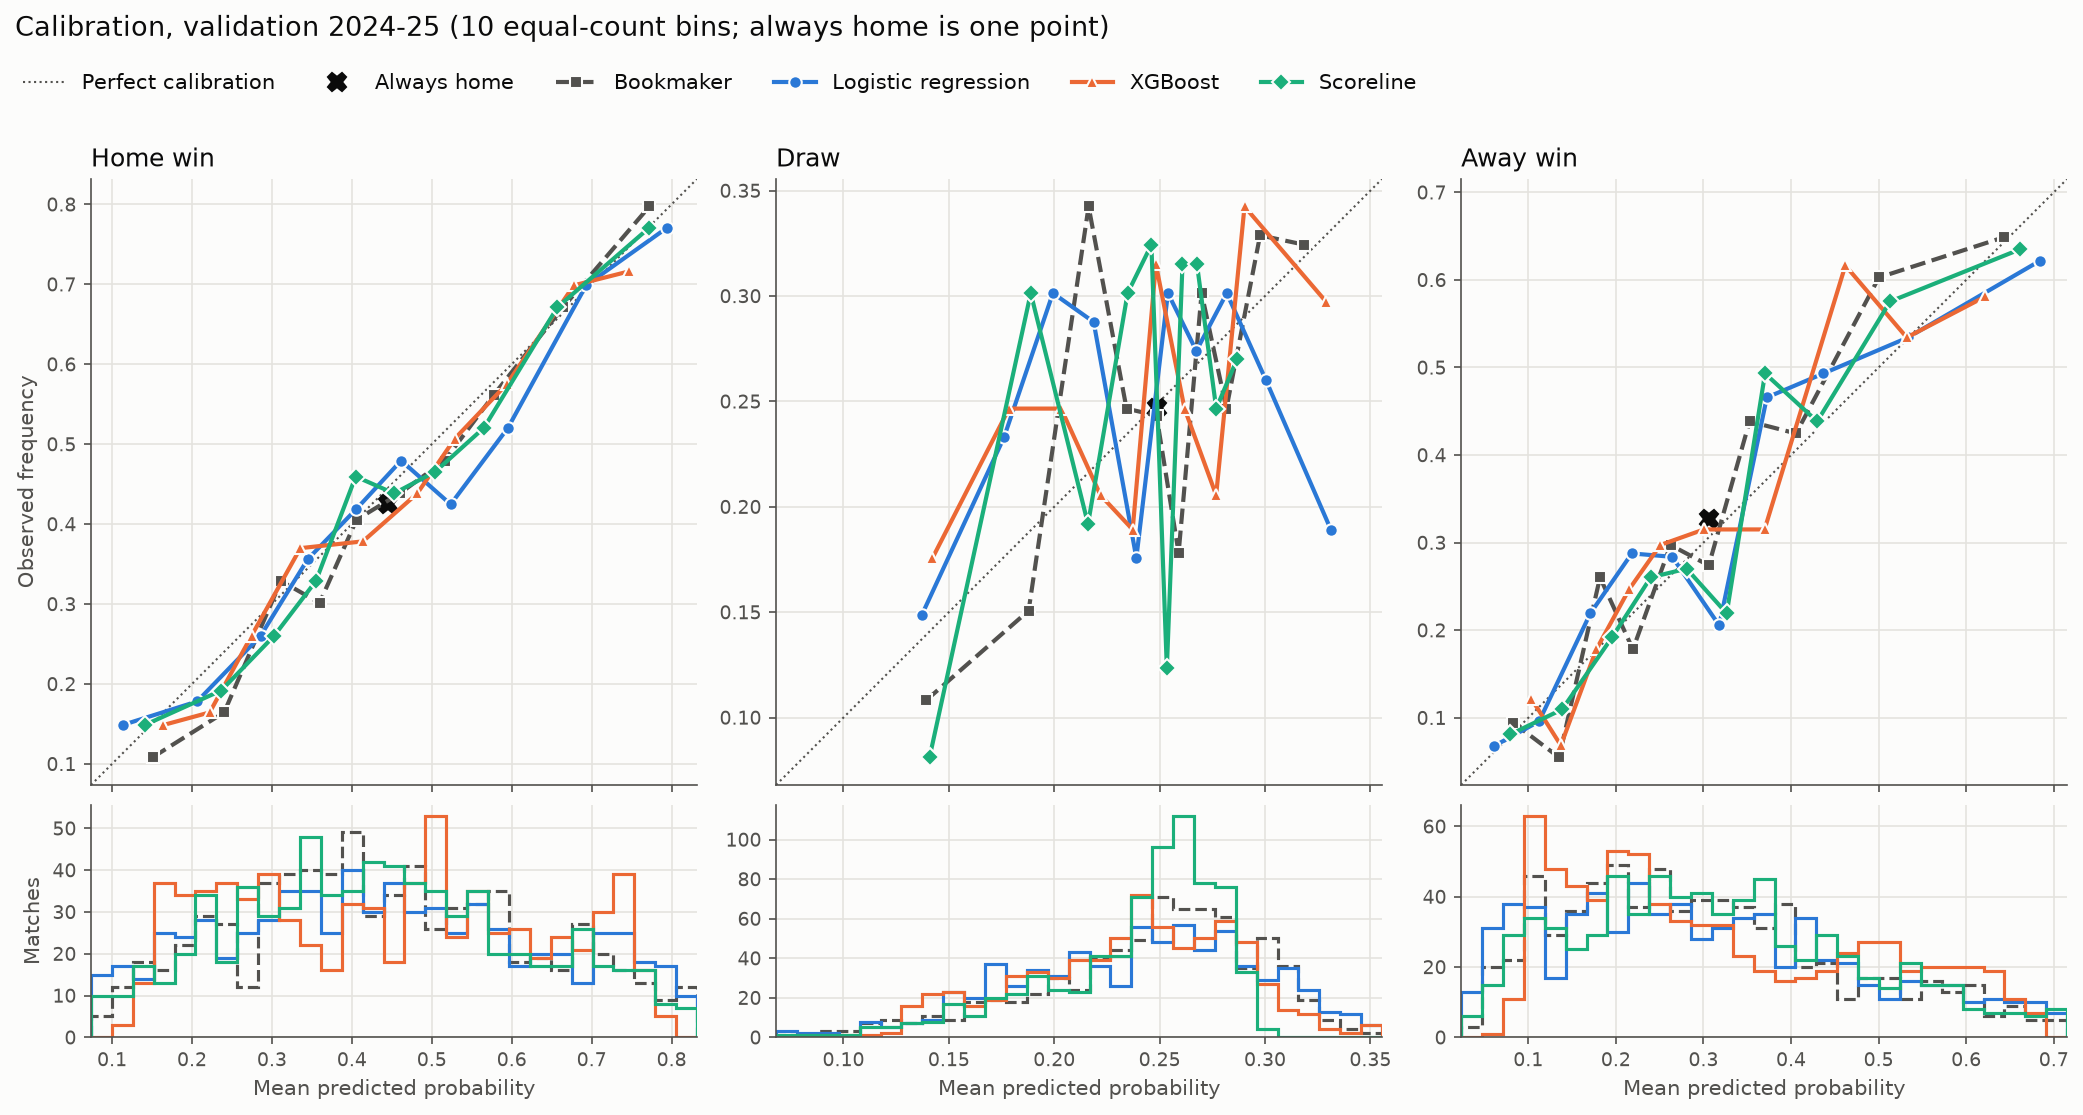 Calibration, validation 2024-25 (10 equal-count bins; always home is one point)
Perfect calibration
Always home
Bookmaker
Logistic regression
XGBoost
Scoreline
Home win
Draw
Away win
Observed frequency
0.8
0.7
0.6
0.5
0.4
0.3
0.2
0.1
0.35
0.30
0.25
0.20
0.15
0.10
0.7
0.6
0.5
0.4
0.3
0.2
0.1
Matches
50
40
30
20
10
0
100
80
60
40
20
0
60
40
20
0
0.1 0.2 0.3 0.4 0.5 0.6 0.7 0.8
0.10 0.15 0.20 0.25 0.30 0.35
0.1 0.2 0.3 0.4 0.5 0.6 0.7
Mean predicted probability
Mean predicted probability
Mean predicted probability